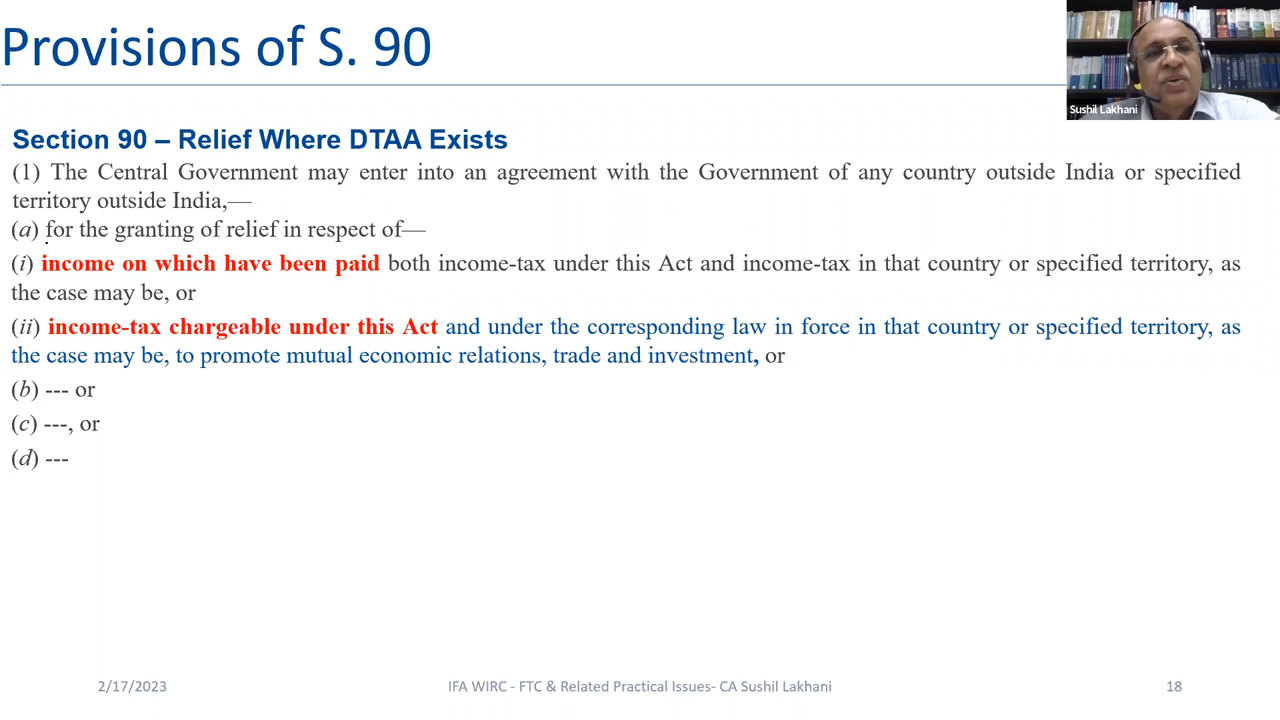 Provisions of S. 90
Sushil Lakhani
Section 90 – Relief Where DTAA Exists
(1) The Central Government may enter into an agreement with the Government of any country outside India or specified
territory outside India,—
(a) for the granting of relief in respect of—
(i) income on which have been paid both income-tax under this Act and income-tax in that country or specified territory, as
the case may be, or
(ii) income-tax chargeable under this Act and under the corresponding law in force in that country or specified territory, as
the case may be, to promote mutual economic relations, trade and investment, or
(b) --- or
(c) ---, or
(d) ---
2/17/2023
IFA WIRC - FTC & Related Practical Issues- CA Sushil Lakhani
18